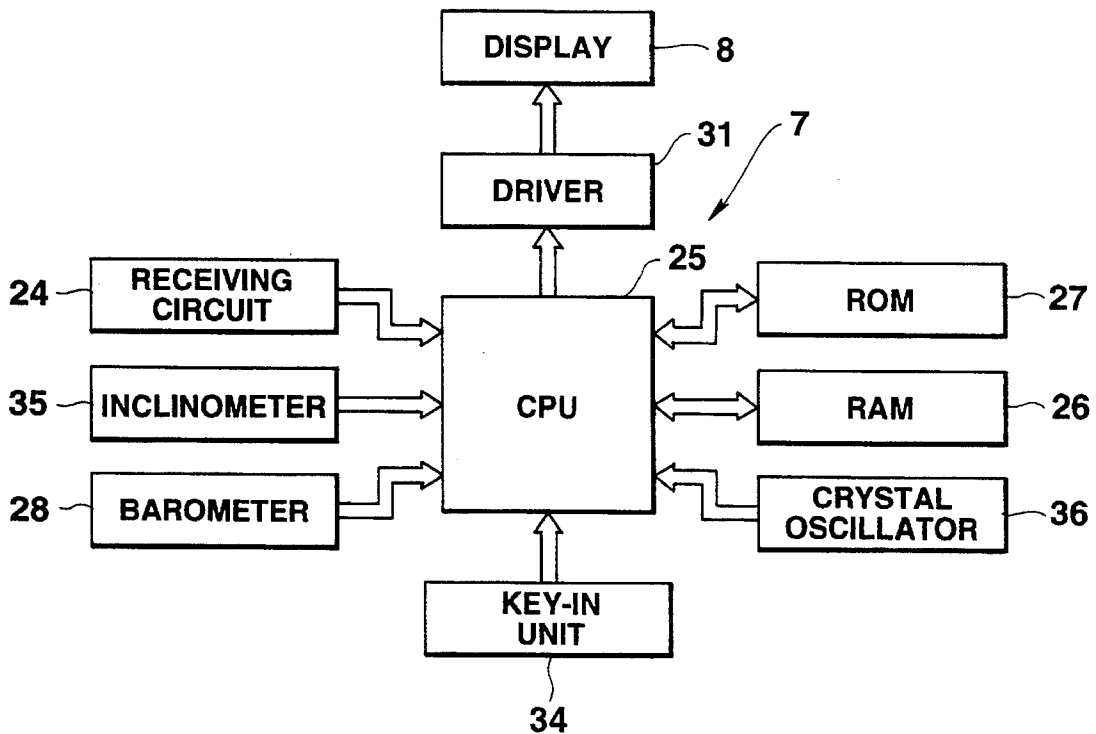 DISPLAY
8
DRIVER
31
7
24
RECEIVING
CIRCUIT
25
CPU
ROM
27
35
INCLINOMETER
RAM
26
28
BAROMETER
CRYSTAL
OSCILLATOR
36
KEY-IN
UNIT
34